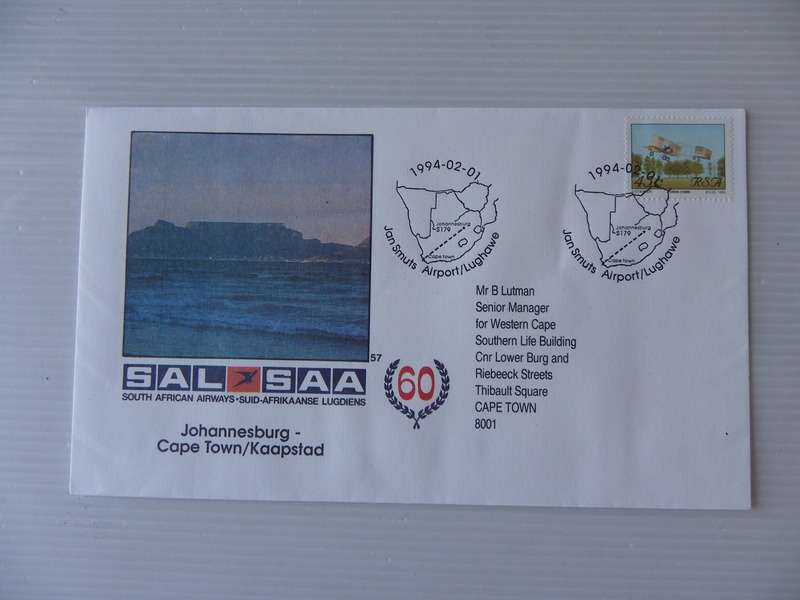 1994-02-01
Johannesburg
S179
Cape Town
Jan Smuts Airport/Lughawe
1994-02-01
Johannesburg
S179
Cape Town
Jan Smuts Airport/Lughawe
45c RSA
57
SAL SAA
SOUTH AFRICAN AIRWAYS•SUID-AFRIKAANSE LUGDIENS
60
Johannesburg -
Cape Town/Kaapstad
Mr B Lutman
Senior Manager
for Western Cape
Southern Life Building
Cnr Lower Burg and
Riebeeck Streets
Thibault Square
CAPE TOWN
8001